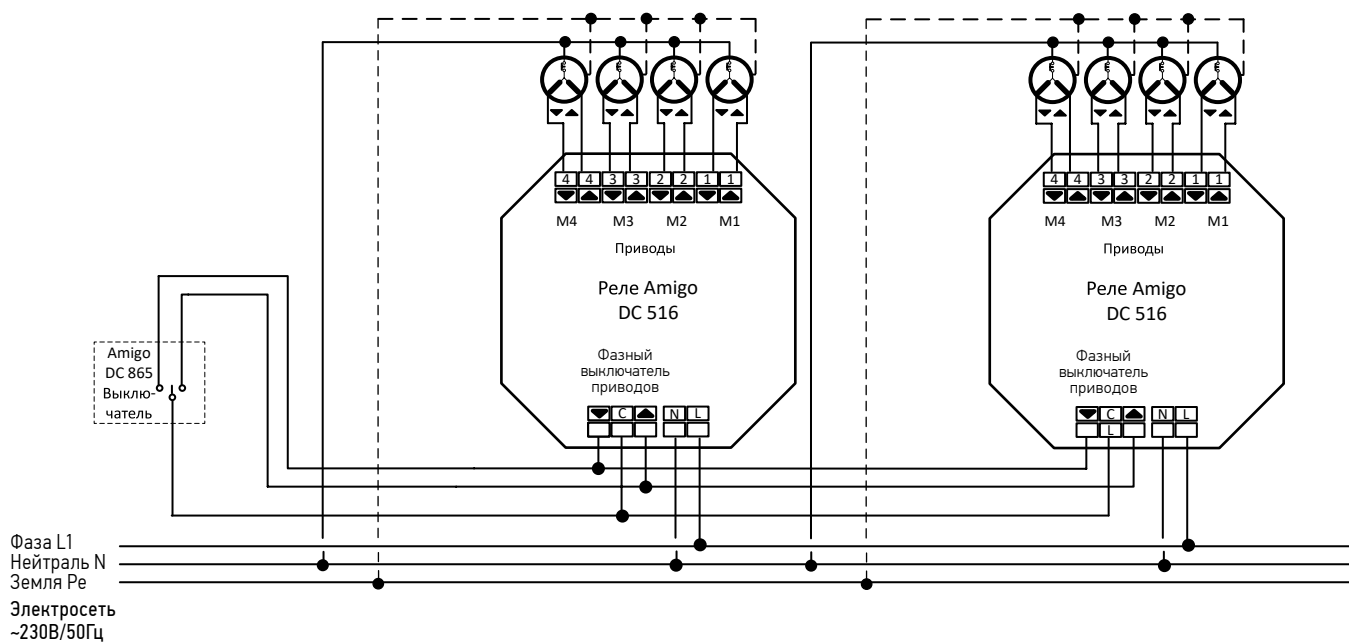 4 4 3 3 2 2 1 1
M4 M3 M2 M1
Приводы
Реле Amigo
DC 516
Фазный
выключатель
приводов
C N L
4 4 3 3 2 2 1 1
M4 M3 M2 M1
Приводы
Реле Amigo
DC 516
Фазный
выключатель
приводов
C N L
L
Amigo
DC 865
Выклю-
чатель
Фаза L1
Нейтраль N
Земля Pe
Электросеть
~230В/50Гц